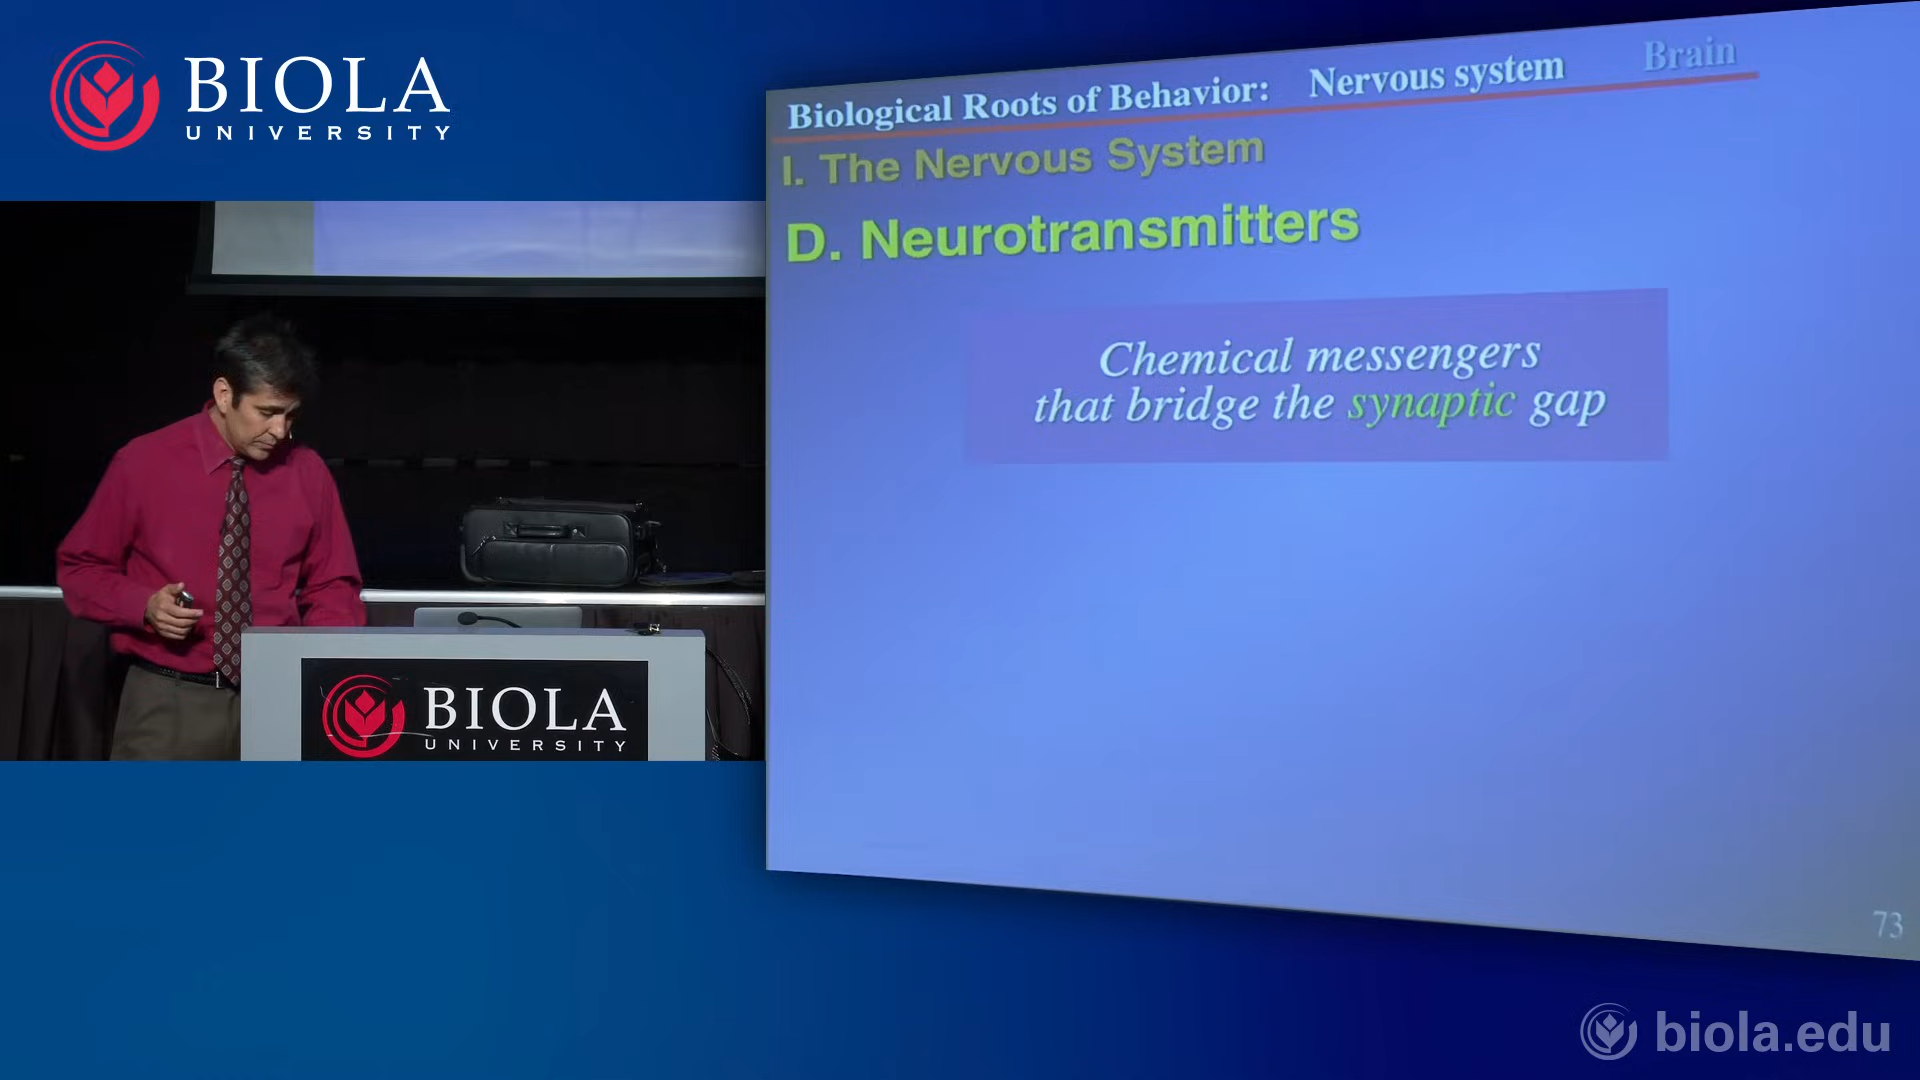 BIOLA
UNIVERSITY
Biological Roots of Behavior: Nervous system Brain
I. The Nervous System
D. Neurotransmitters
Chemical messengers
that bridge the synaptic gap
73
BIOLA
UNIVERSITY
biola.edu